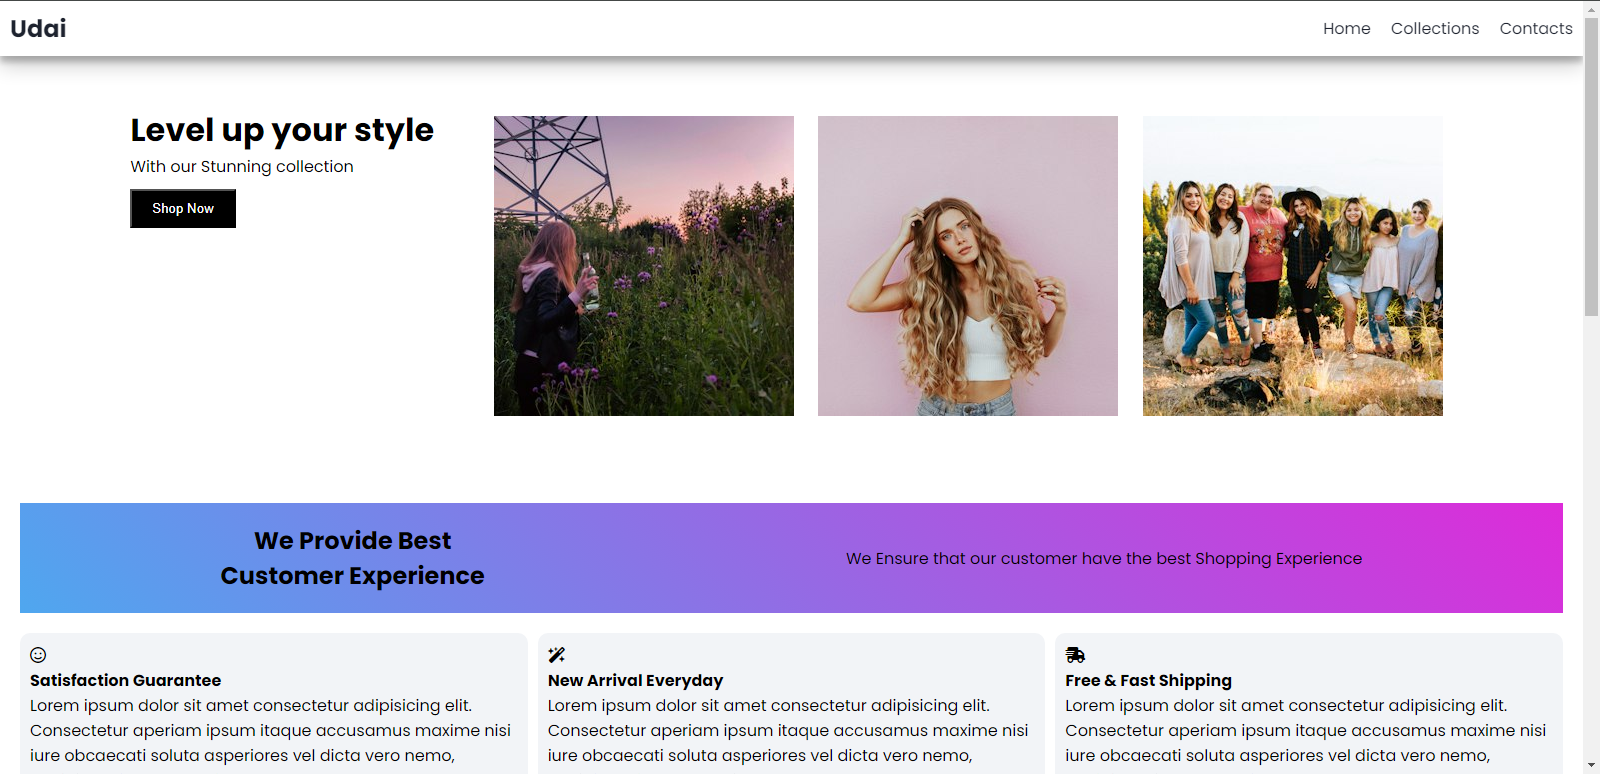 Udai
Home
Collections
Contacts
Level up your style
With our Stunning collection
Shop Now
We Provide Best
Customer Experience
We Ensure that our customer have the best Shopping Experience
Satisfaction Guarantee
Lorem ipsum dolor sit amet consectetur adipisicing elit.
Consectetur aperiam ipsum itaque accusamus maxime nisi
iure obcaecati soluta asperiores vel dicta vero nemo,
New Arrival Everyday
Lorem ipsum dolor sit amet consectetur adipisicing elit.
Consectetur aperiam ipsum itaque accusamus maxime nisi
iure obcaecati soluta asperiores vel dicta vero nemo,
Free & Fast Shipping
Lorem ipsum dolor sit amet consectetur adipisicing elit.
Consectetur aperiam ipsum itaque accusamus maxime nisi
iure obcaecati soluta asperiores vel dicta vero nemo,